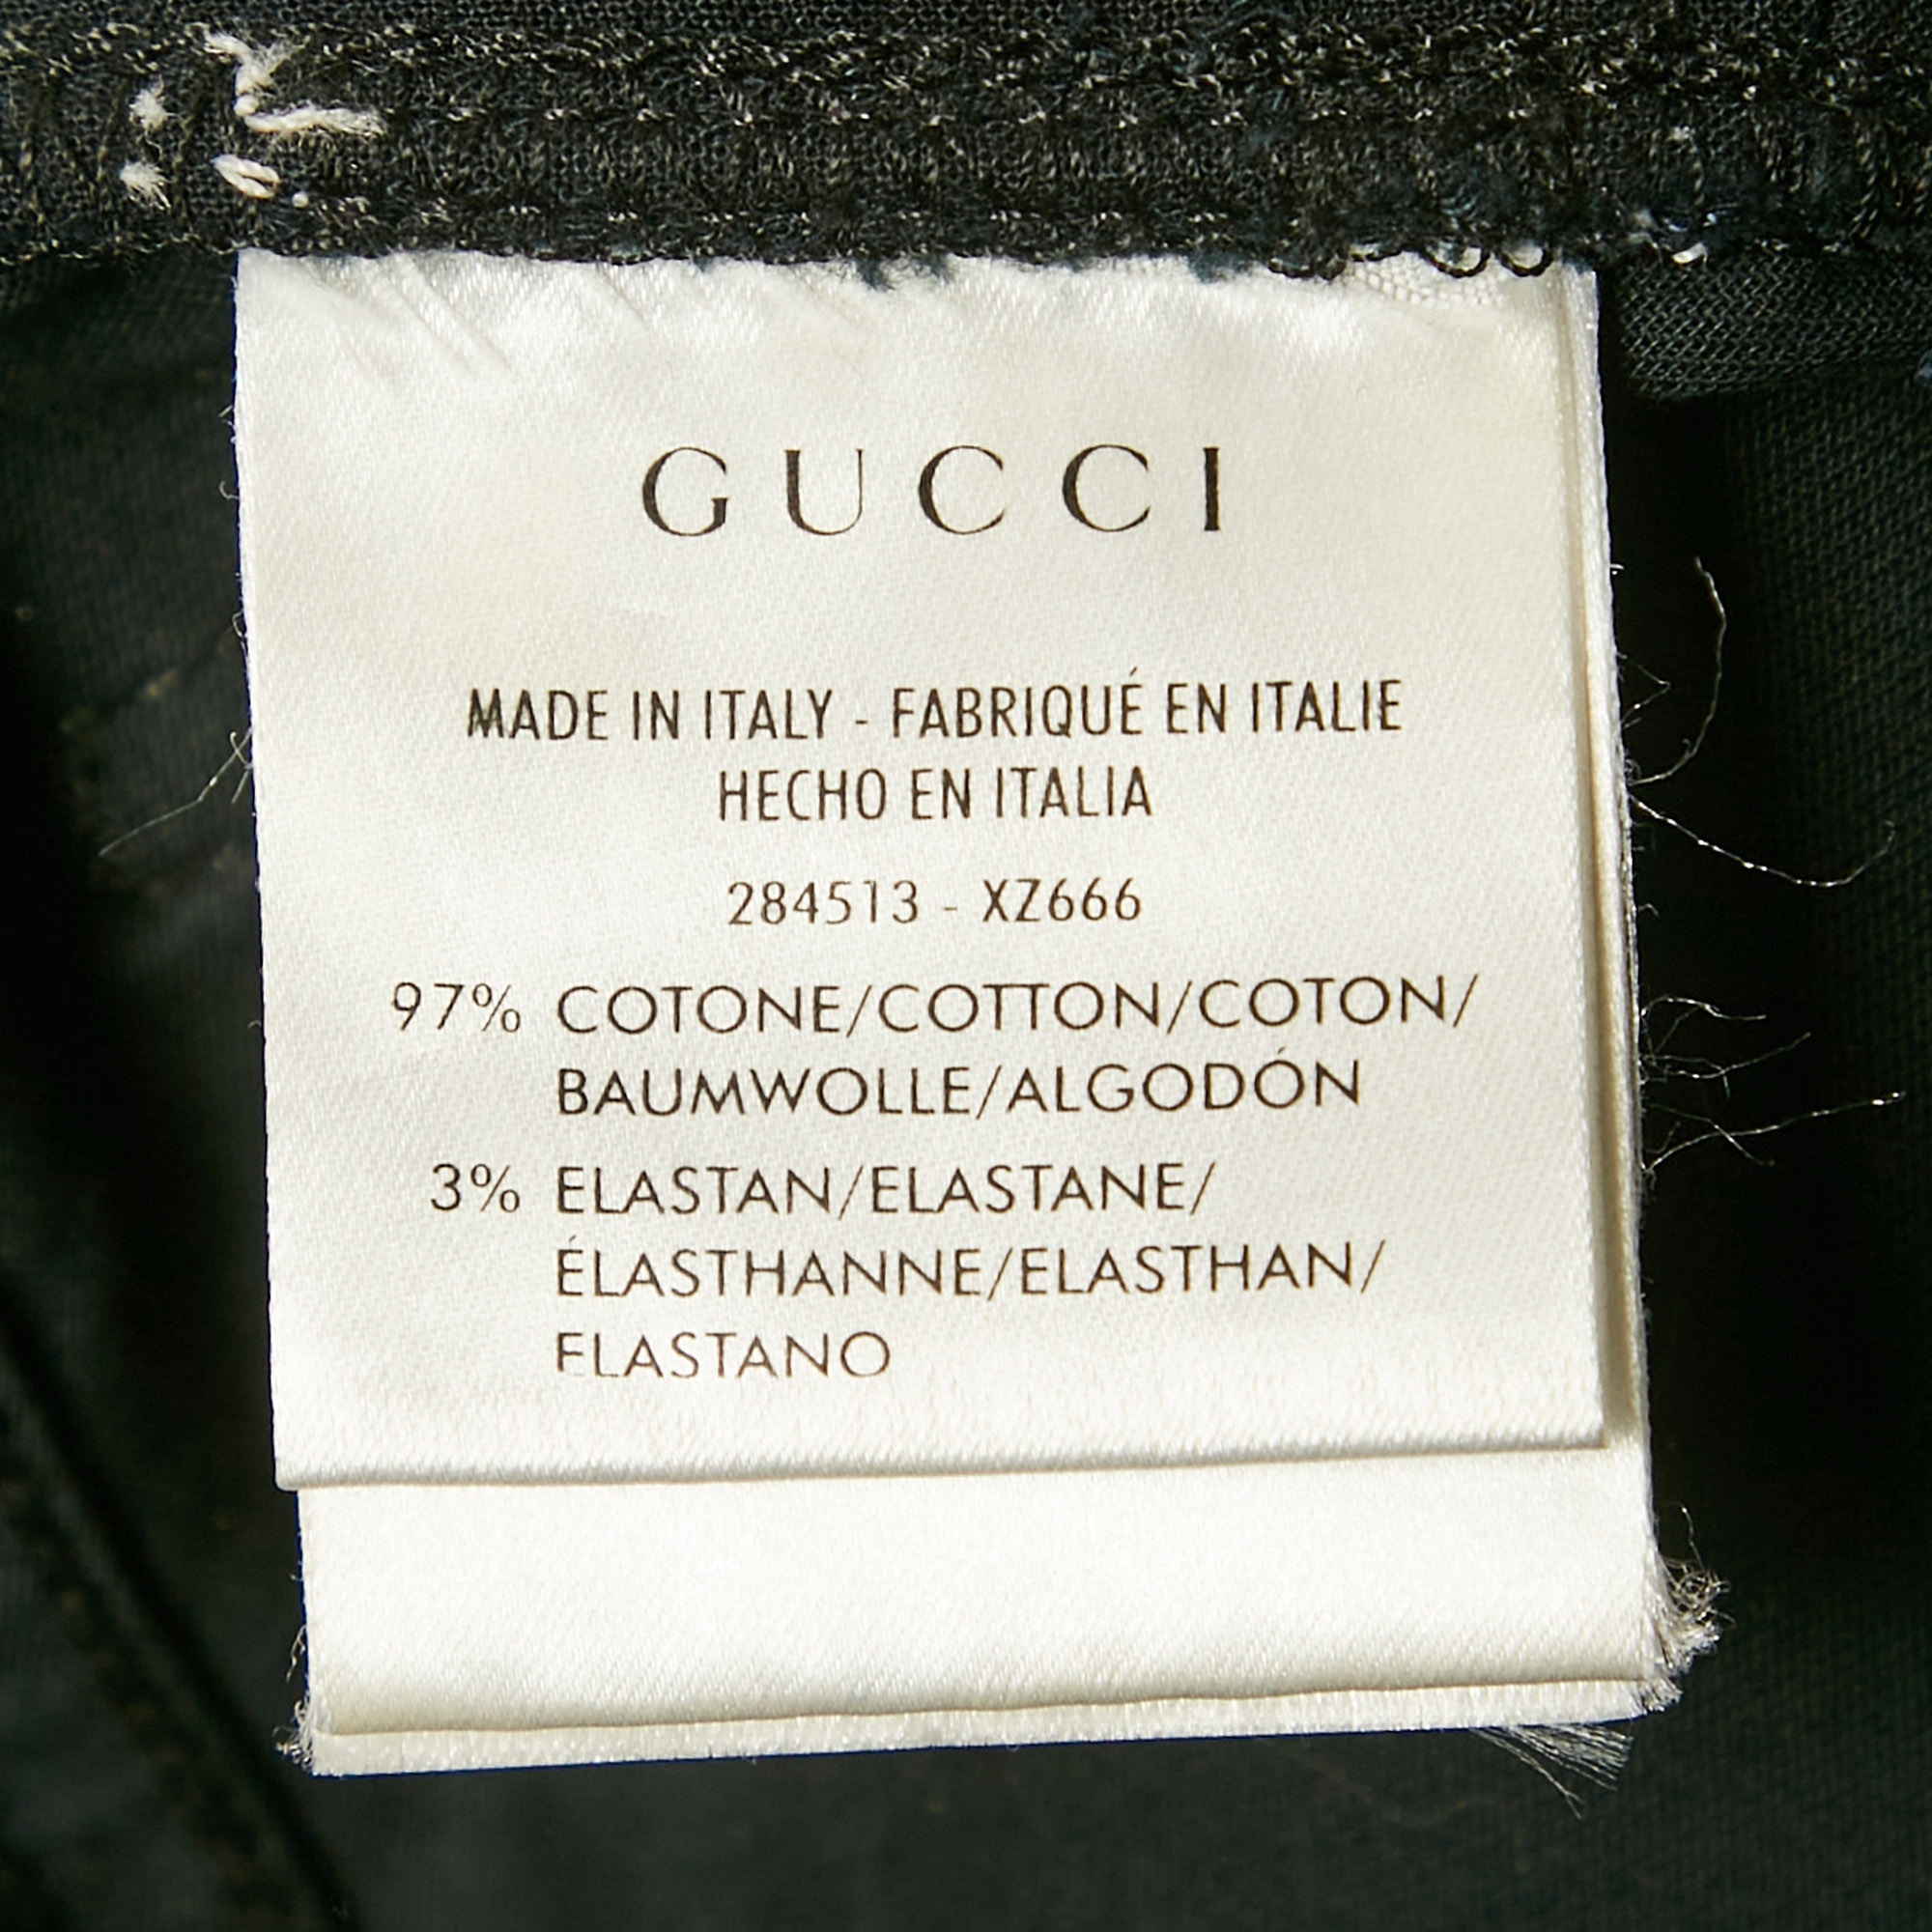 GUCCI
MADE IN ITALY - FABRIQUÉ EN ITALIE
HECHO EN ITALIA
284513 - XZ666
97% COTONE/COTTON/COTON/
BAUMWOLLE/ALGODÓN
3% ELASTAN/ELASTANE/
ÉLASTHANNE/ELASTHAN/
ELASTANO